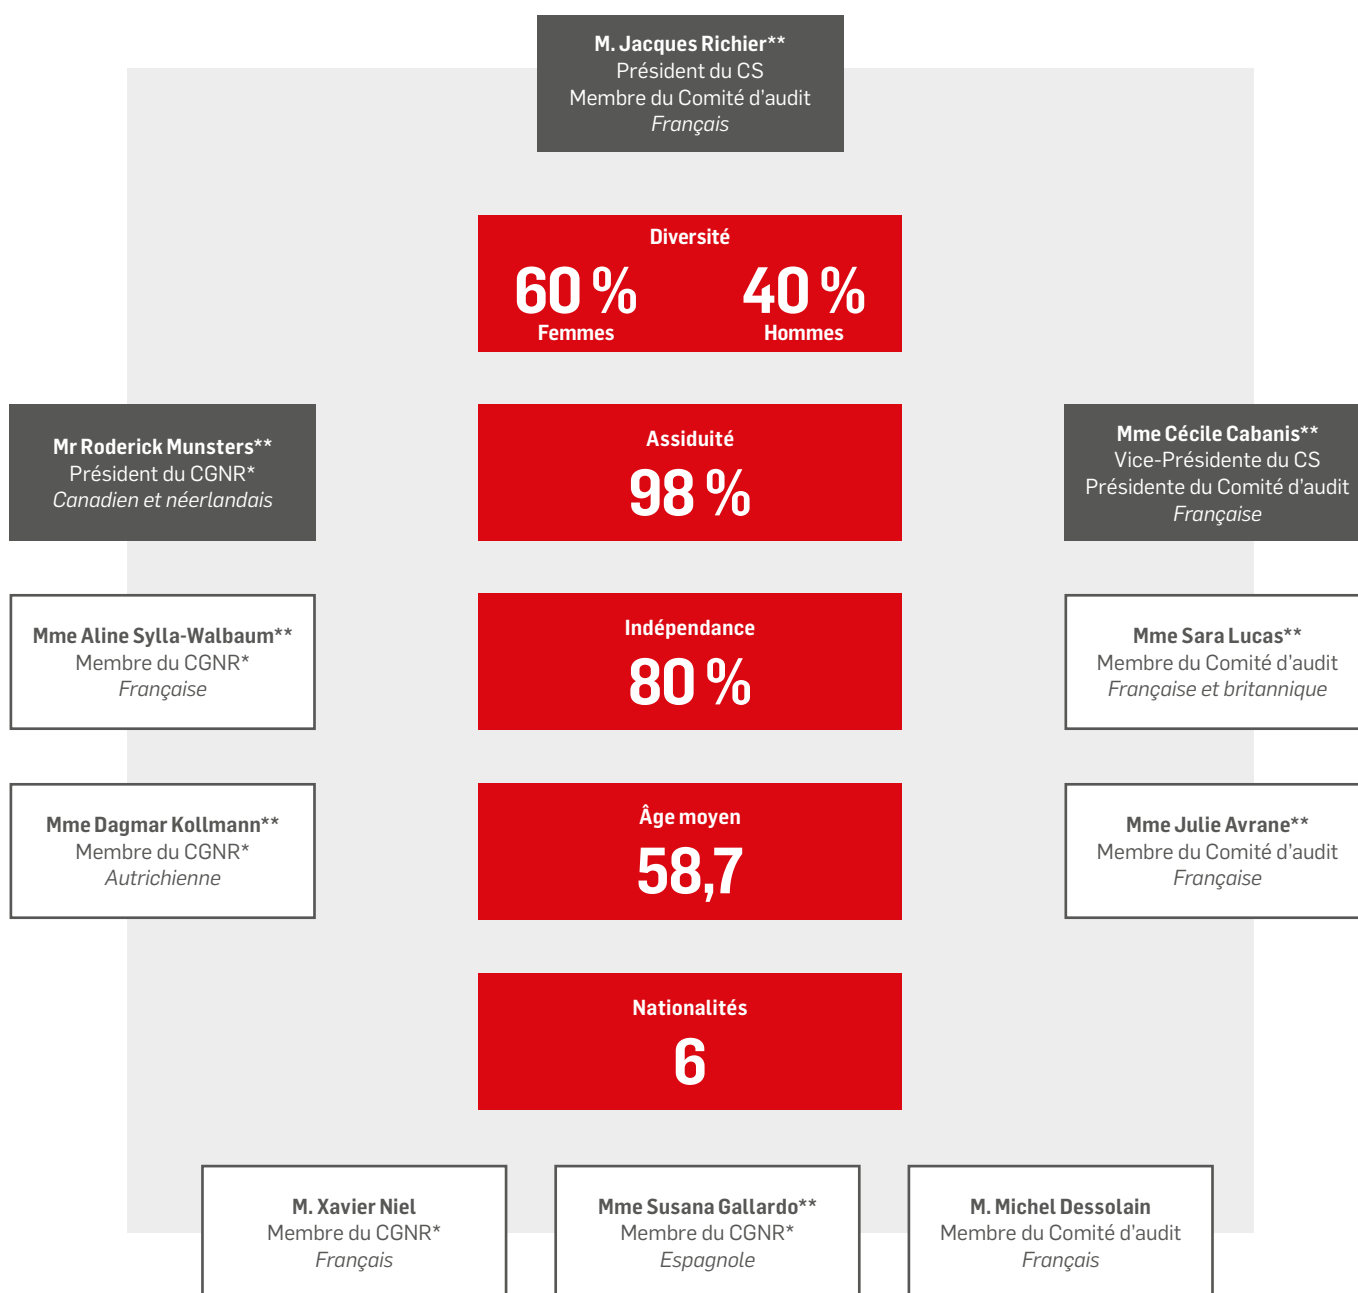 M. Jacques Richier**
Président du CS
Membre du Comité d'audit
Français
Diversité
60 %
Femmes
40 %
Hommes
Mr Roderick Munsters**
Président du CGNR*
Canadien et néerlandais
Assiduité
98 %
Mme Cécile Cabanis**
Vice-Présidente du CS
Présidente du Comité d'audit
Française
Mme Aline Sylla-Walbaum**
Membre du CGNR*
Française
Indépendance
80 %
Mme Sara Lucas**
Membre du Comité d'audit
Française et britannique
Mme Dagmar Kollmann**
Membre du CGNR*
Autrichienne
Âge moyen
58,7
Mme Julie Avrane**
Membre du Comité d'audit
Française
Nationalités
6
M. Xavier Niel
Membre du CGNR*
Français
Mme Susana Gallardo**
Membre du CGNR*
Espagnole
M. Michel Dessolain
Membre du Comité d'audit
Français